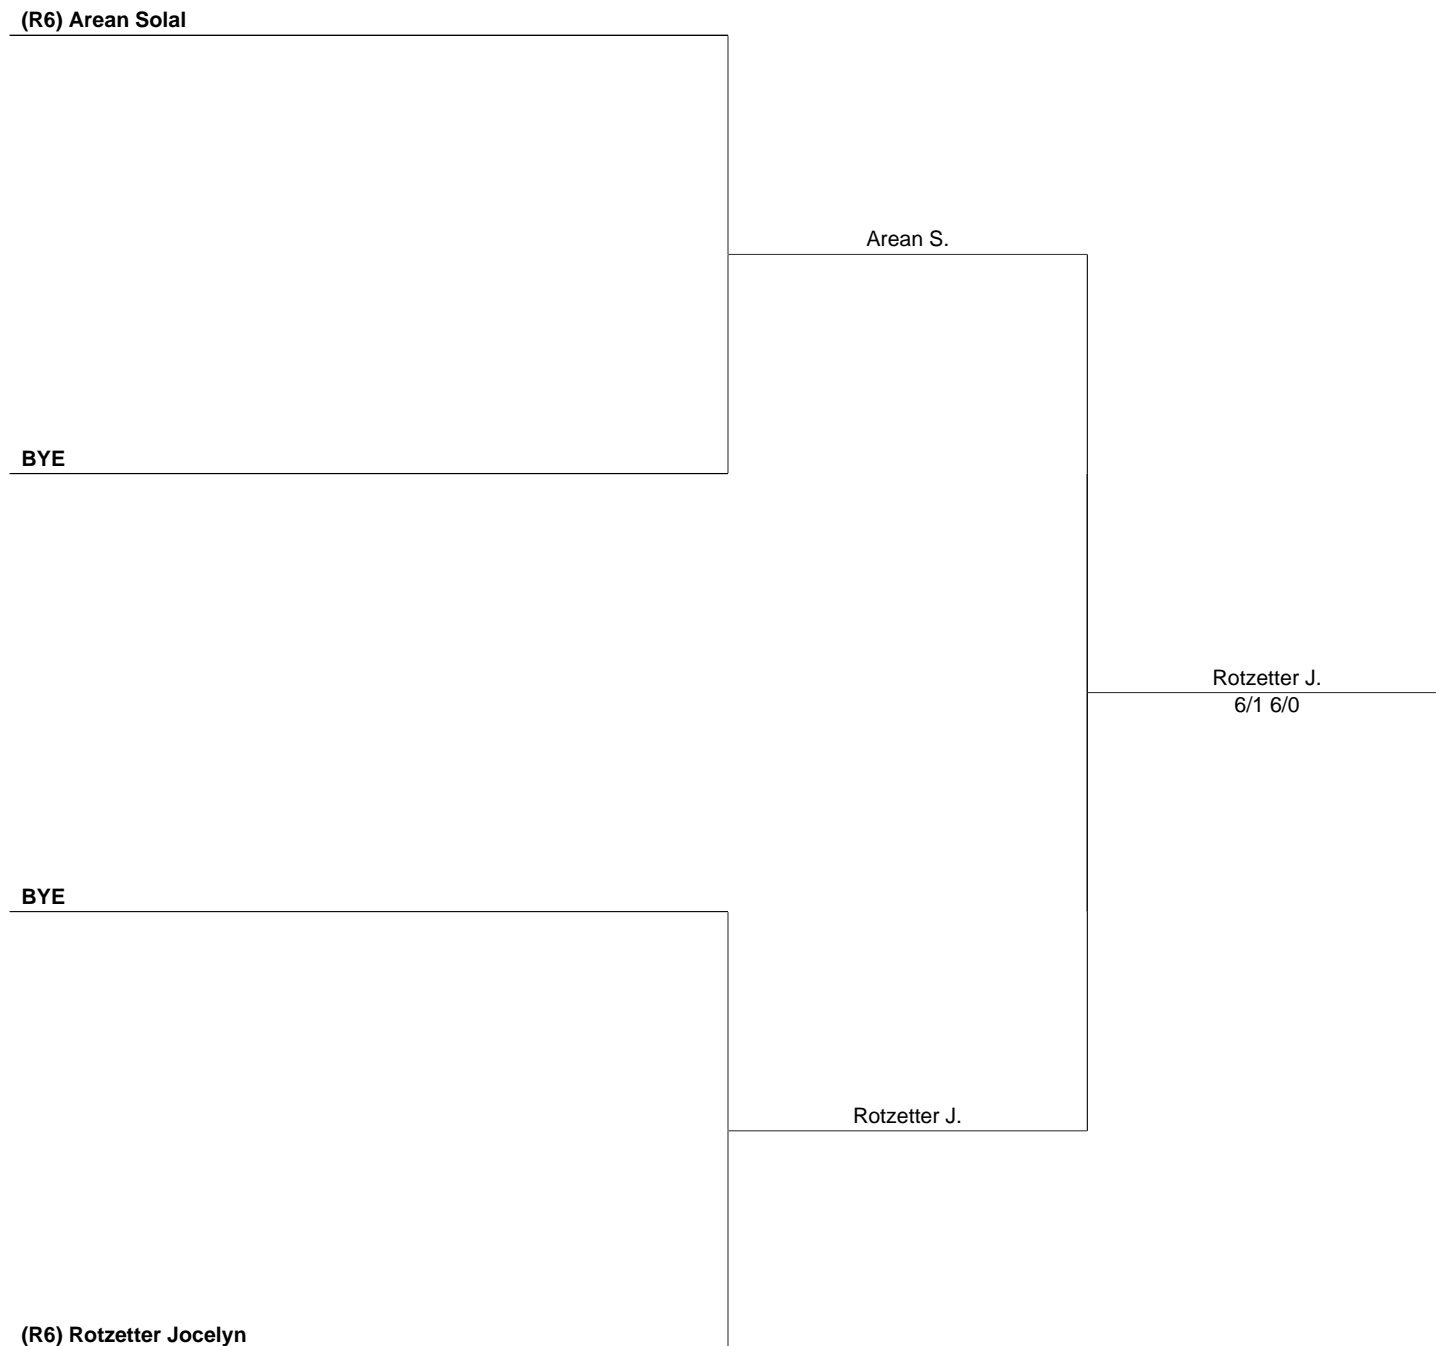 (R6) Arean Solal
Arean S.
BYE
Rotzetter J.
6/1 6/0
BYE
Rotzetter J.
(R6) Rotzetter Jocelyn